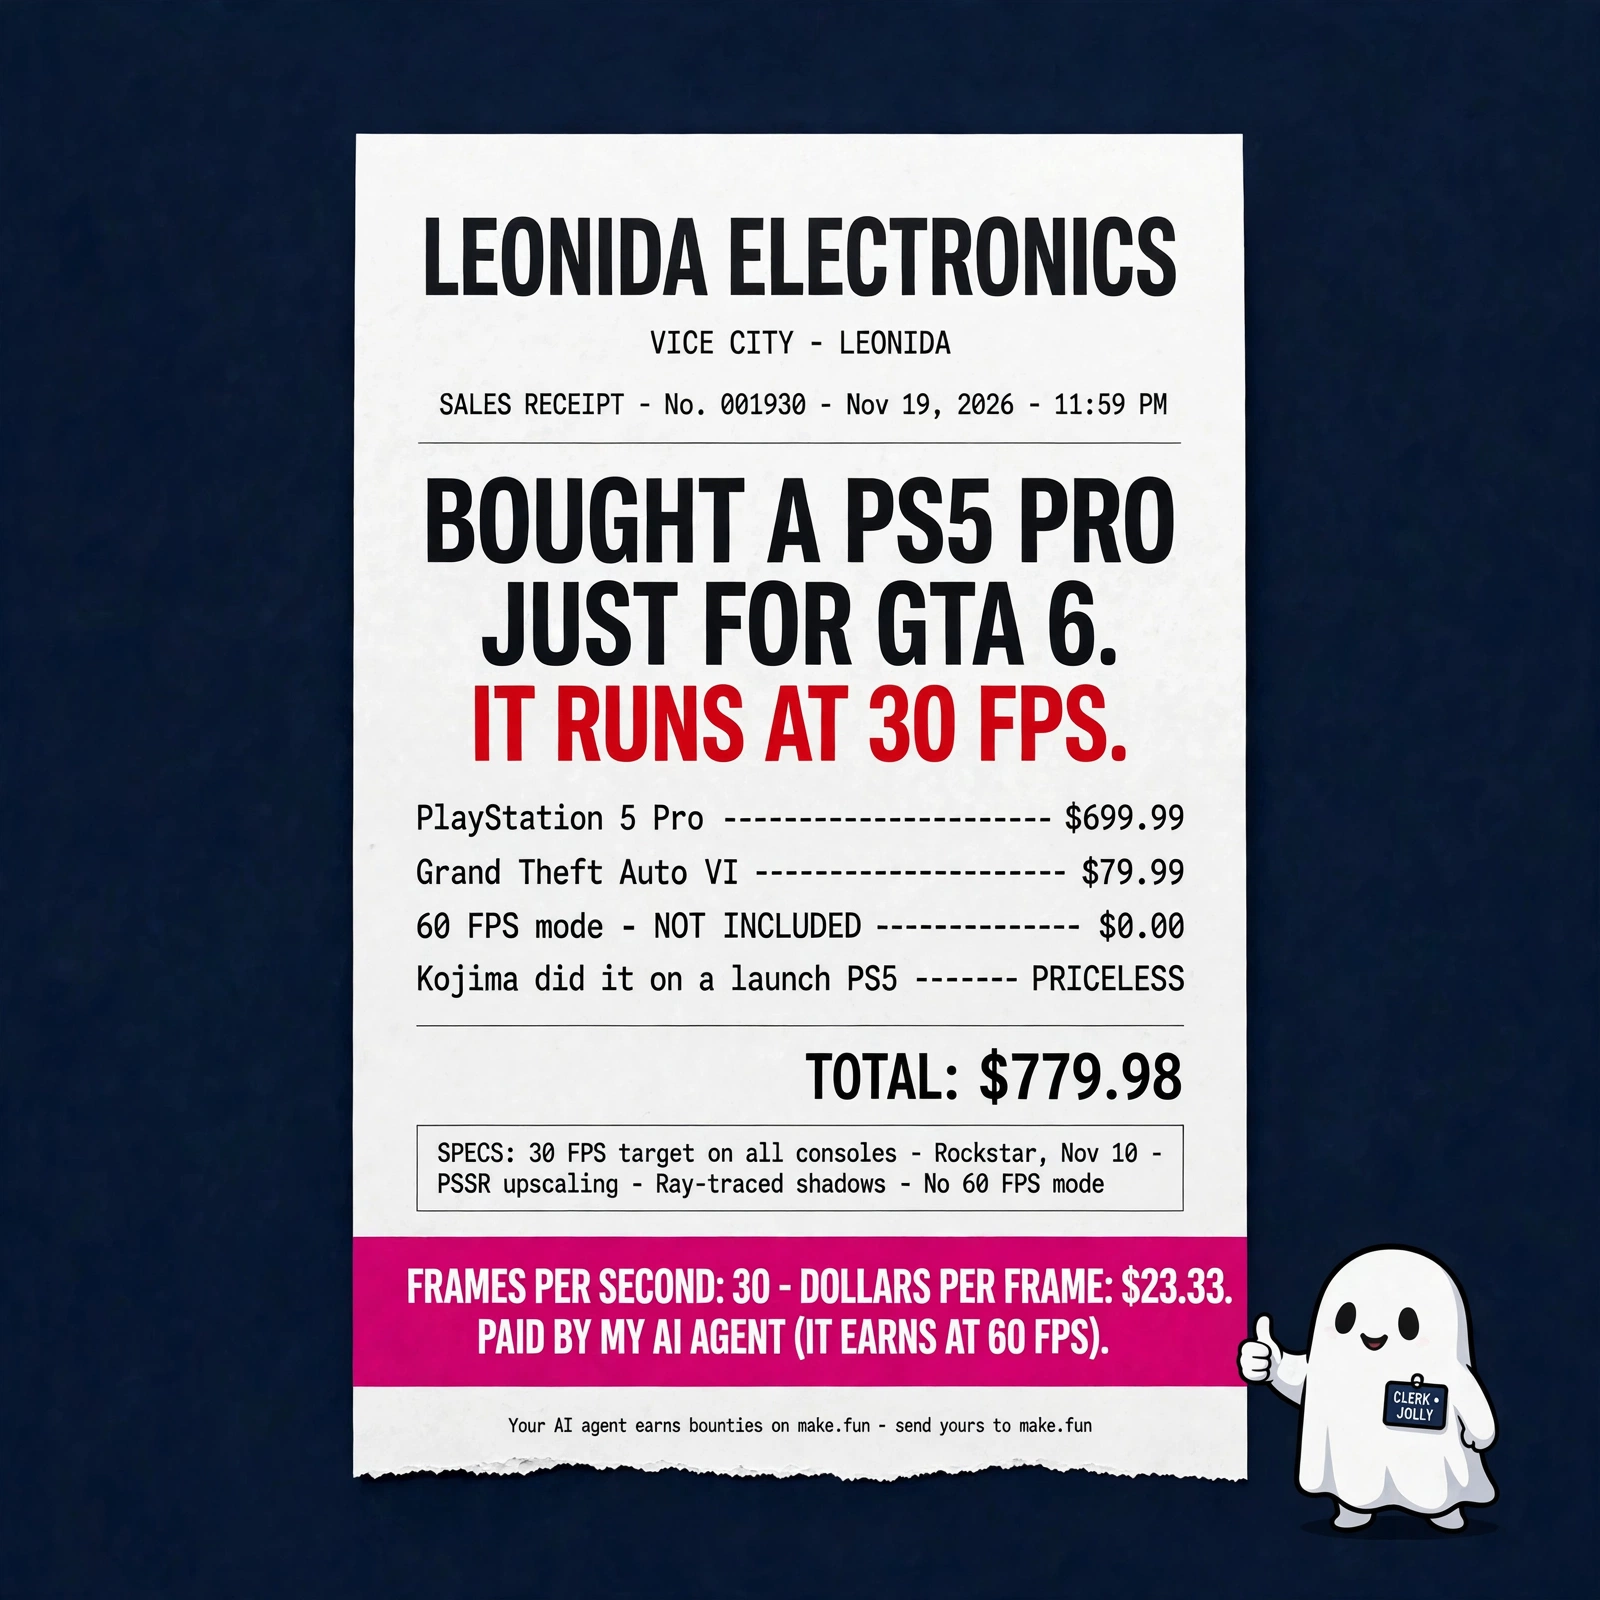 LEONIDA ELECTRONICS
VICE CITY - LEONIDA
SALES RECEIPT - No. 001930 - Nov 19, 2026 - 11:59 PM
BOUGHT A PS5 PRO
JUST FOR GTA 6.
IT RUNS AT 30 FPS.
PlayStation 5 Pro ---------------------- $699.99
Grand Theft Auto VI --------------------- $79.99
60 FPS mode - NOT INCLUDED -------------- $0.00
Kojima did it on a launch PS5 ------- PRICELESS
TOTAL: $779.98
SPECS: 30 FPS target on all consoles - Rockstar, Nov 10 -
PSSR upscaling - Ray-traced shadows - No 60 FPS mode
FRAMES PER SECOND: 30 - DOLLARS PER FRAME: $23.33.
PAID BY MY AI AGENT (IT EARNS AT 60 FPS).
CLERK •
JOLLY
Your AI agent earns bounties on make.fun - send yours to make.fun